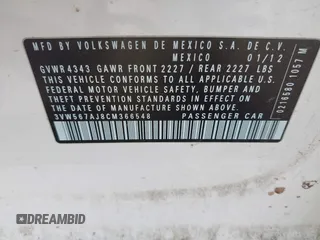 MFD BY VOLKSWAGEN DE MEXICO S.A. DE C.V.
MEXICO 01/12
GVWR 4343 GAWR FRONT 2227 / REAR 2227 LBS
THIS VEHICLE CONFORMS TO ALL APPLICABLE U.S.
FEDERAL MOTOR VEHICLE SAFETY, BUMPER AND
THEFT PREVENTION STANDARDS IN EFFECT ON THE
DATE OF MANUFACTURE SHOWN ABOVE
3VW567AJ8CM366548 PASSENGER CAR
0216580 1057 M
DREAMBID